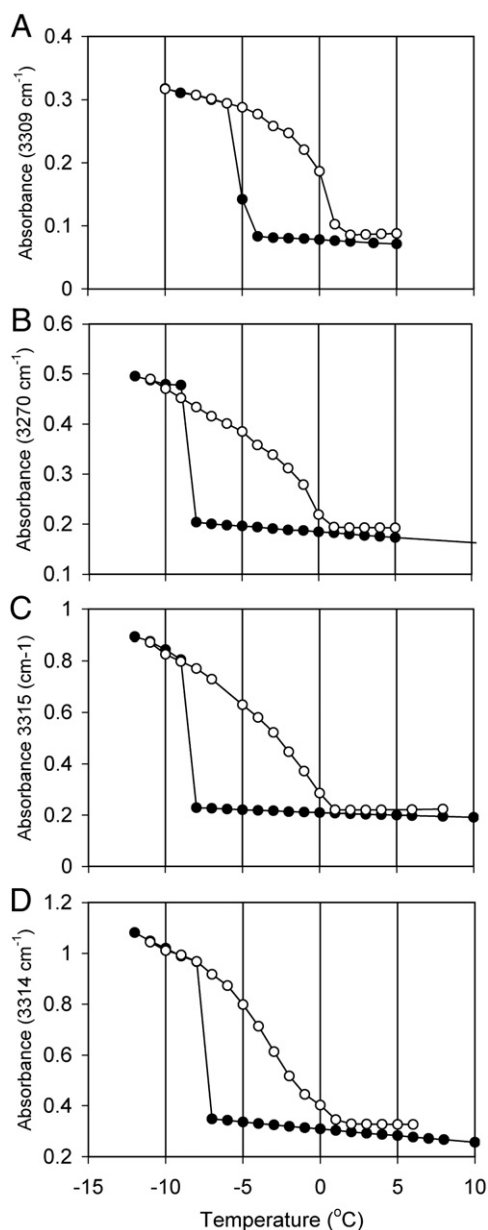 A
Absorbance (3309 cm-1)
0.4
0.3
0.2
0.1
0
B
Absorbance (3270 cm-1)
0.6
0.5
0.4
0.3
0.2
0.1
C
Absorbance 3315 (cm-1)
1
0.8
0.6
0.4
0.2
0
D
Absorbance (3314 cm-1)
1.2
1
0.8
0.6
0.4
0.2
-15 -10 -5 0 5 10
Temperature (°C)